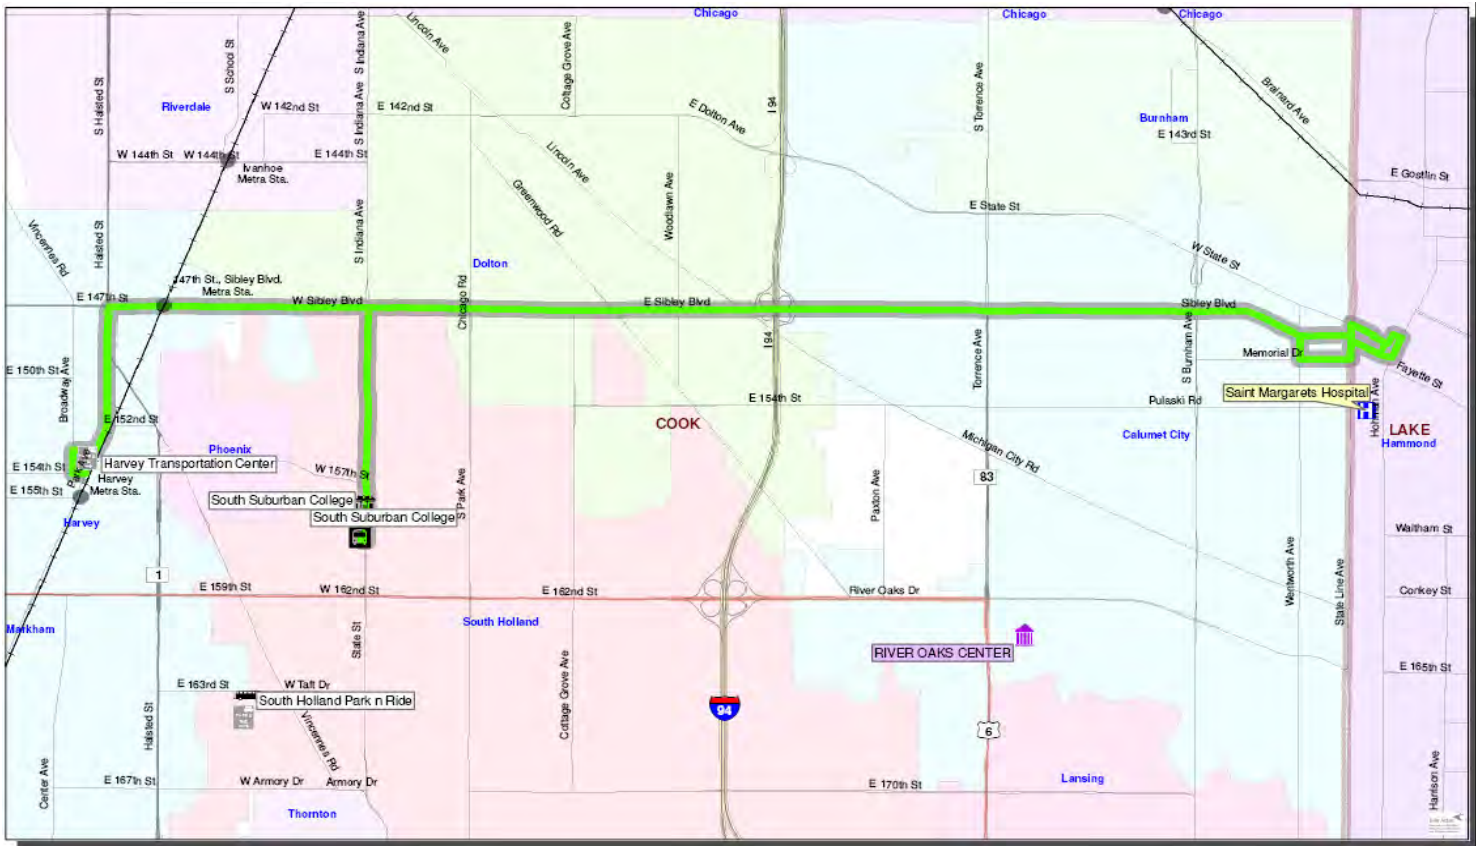 Chicago
Chicago
Chicago
Lincoln Ave
S Indiana Ave
S School St
Cottage Grove Ave
S Halsted St
Riverdale
W 142nd St
S Indiana Ave
E 142nd St
E Dolton Ave
I 94
S Torrence Ave
Brainard Ave
Burnham
E 143rd St
W 144th St
W 144th St
E 144th St
Ivanhoe
Metra Sta.
Lincoln Ave
Greenwood Rd
Woodlawn Ave
E Gostlin St
E State St
S Indiana Ave
Vincennes Rd
Halsted St
W State St
Dolton
147th St., Sibley Blvd.
Metra Sta.
E 147th St
W Sibley Blvd
Chicago Rd
E Sibley Blvd
Sibley Blvd
I 94
Torrence Ave
S Burnham Ave
Memorial Dr
Fayette St
E 150th St
Broadway Ave
Saint Margarets Hospital
E 154th St
Pulaski Rd
Hohman Ave
E 152nd St
COOK
LAKE
Hammond
Calumet City
Michigan City Rd
Phoenix
Harvey Transportation Center
E 154th St
Park Ave
W 157th St
Harvey
Metra Sta.
E 155th St
S Park Ave
83
Paxton Ave
South Suburban College
South Suburban College
Harvey
Waltham St
Wentworth Ave
State Line Ave
1
E 159th St
W 162nd St
E 162nd St
River Oaks Dr
Conkey St
Markham
State St
South Holland
RIVER OAKS CENTER
E 165th St
E 163rd St
W Taft Dr
South Holland Park n Ride
Cottage Grove Ave
94
6
Halsted St
Vincennes Rd
Center Ave
E 167th St
W Armory Dr
Armory Dr
E 170th St
Lansing
Harrison Ave
Thornton